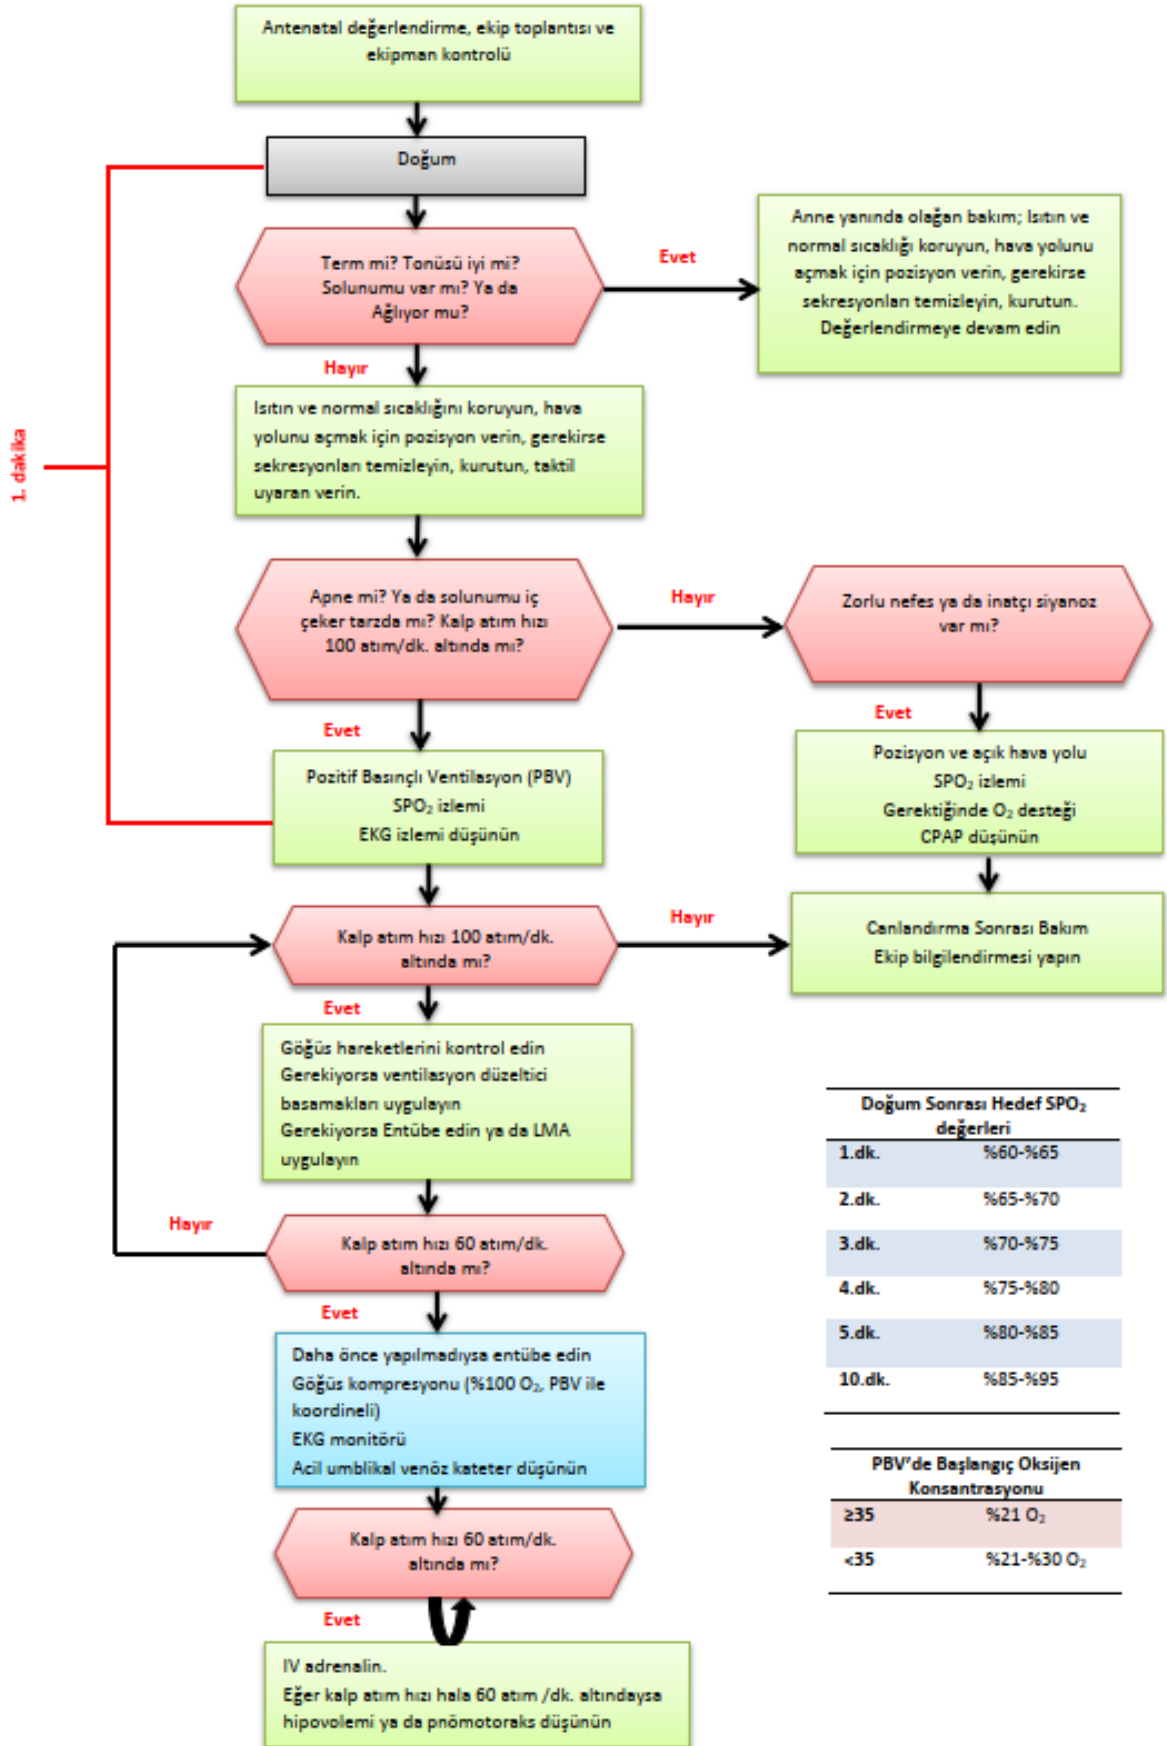 Antenatal değerlendirme, ekip toplantısı ve
ekipman kontrolü
Doğum
Term mi? Tonüsü iyi mi?
Solunumu var mı? Ya da
Ağlıyor mu?
Evet
Anne yanında olağan bakım; Isıtın ve
normal sıcaklığı koruyun, hava yolunu
açmak için pozisyon verin, gerekirse
sekresyonları temizleyin, kurutun.
Değerlendirmeye devam edin
Hayır
Isıtın ve normal sıcaklığını koruyun, hava
yolunu açmak için pozisyon verin, gerekirse
sekresyonları temizleyin, kurutun, taktil
uyaran verin.
1. dakika
Apne mi? Ya da solunumu iç
çeker tarzda mı? Kalp atım hızı
100 atım/dk. altında mı?
Hayır
Zorlu nefes ya da inatçı siyanoz
var mı?
Evet
Evet
Pozitif Basınçlı Ventilasyon (PBV)
SPO₂ izlemi
EKG izlemi düşünün
Pozisyon ve açık hava yolu
SPO₂ izlemi
Gerektiğinde O₂ desteği
CPAP düşünün
Kalp atım hızı 100 atım/dk.
altında mı?
Hayır
Canlandırma Sonrası Bakım
Ekip bilgilendirmesi yapın
Evet
Göğüs hareketlerini kontrol edin
Gerekiyorsa ventilasyon düzeltici
basamakları uygulayın
Gerekiyorsa Entübe edin ya da LMA
uygulayın
Hayır
Kalp atım hızı 60 atım/dk.
altında mı?
Evet
Daha önce yapılmadıysa entübe edin
Göğüs kompresyonu (%100 O₂, PBV ile
koordineli)
EKG monitörü
Acil umblikal venöz kateter düşünün
Kalp atım hızı 60 atım/dk.
altında mı?
Evet
IV adrenalin.
Eğer kalp atım hızı hala 60 atım /dk. altındaysa
hipovolemi ya da pnömotoraks düşünün
Doğum Sonrası Hedef SPO₂
değerleri
1.dk. %60-%65
2.dk. %65-%70
3.dk. %70-%75
4.dk. %75-%80
5.dk. %80-%85
10.dk. %85-%95
PBV'de Başlangıç Oksijen
Konsantrasyonu
≥35 %21 O₂
<35 %21-%30 O₂